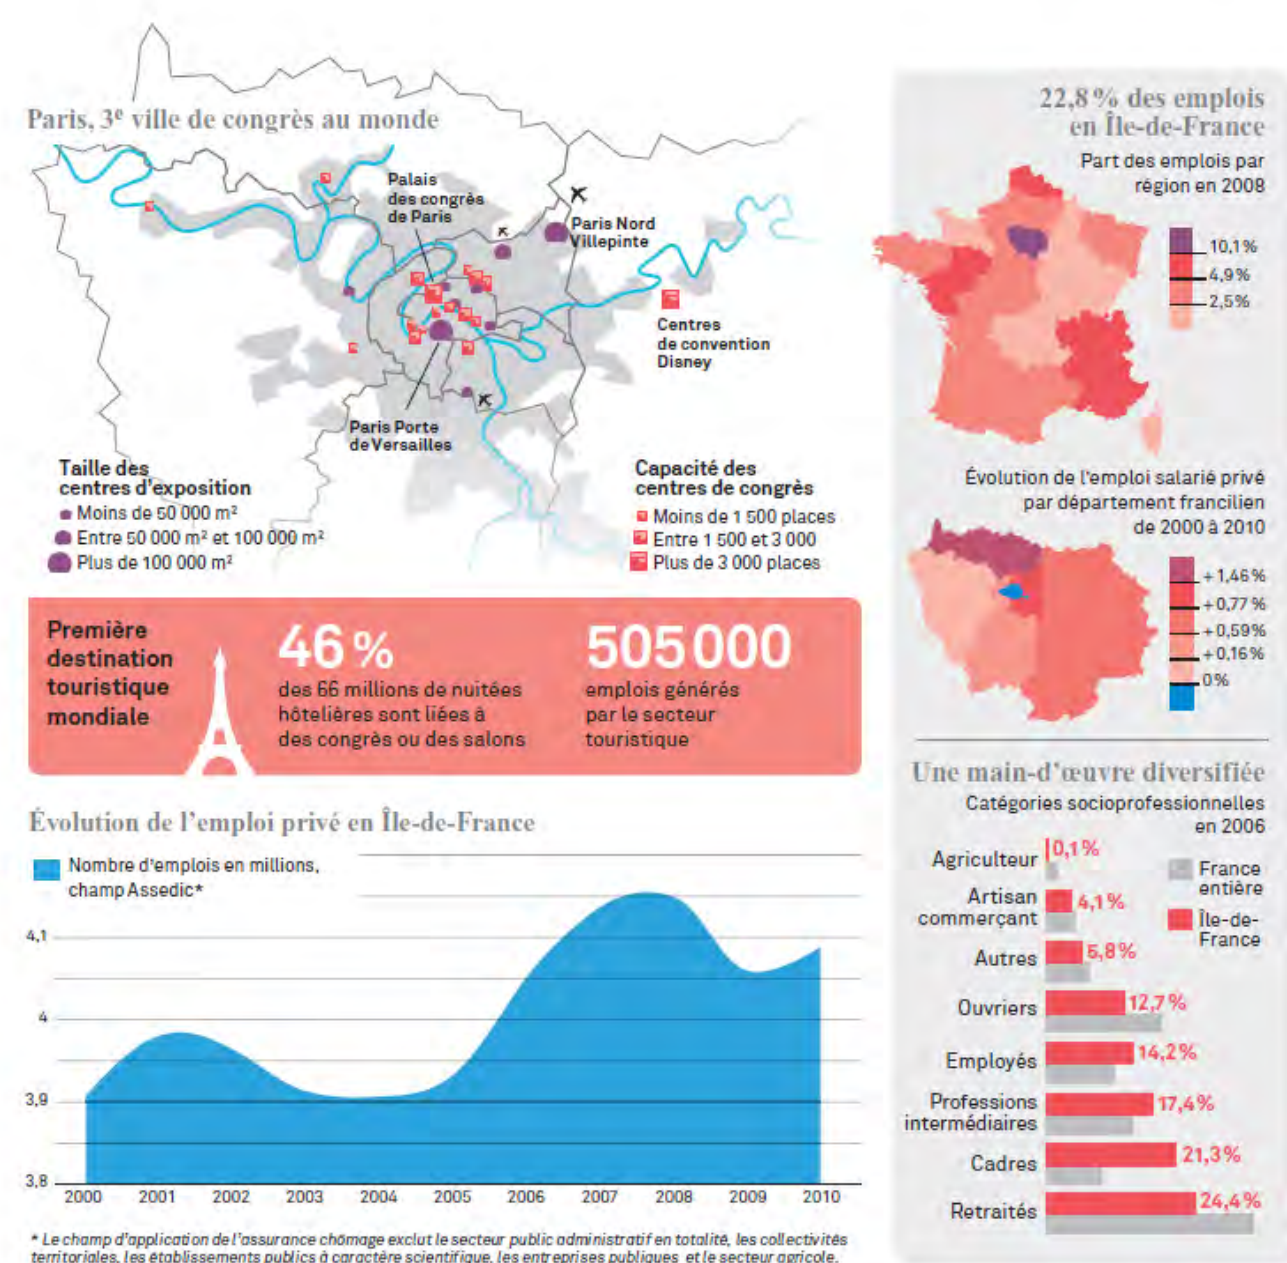 Paris, 3e ville de congrès au monde
Palais
des congrès
de Paris
Paris Nord
Villepinte
Centres
de convention
Disney
Paris Porte
de Versailles
Taille des
centres d'exposition
Moins de 50 000 m²
Entre 50 000 m² et 100 000 m²
Plus de 100 000 m²
Capacité des
centres de congrès
Moins de 1 500 places
Entre 1 500 et 3 000
Plus de 3 000 places
Première
destination
touristique
mondiale
46 %
des 66 millions de nuitées
hôtelières sont liées à
des congrès ou des salons
505 000
emplois générés
par le secteur
touristique
Évolution de l'emploi privé en Île-de-France
Nombre d'emplois en millions,
champ Assedic*
4,1
4
3,9
3,8
2000 2001 2002 2003 2004 2005 2006 2007 2008 2009 2010
* Le champ d'application de l'assurance chômage exclut le secteur public administratif en totalité, les collectivités
territoriales, les établissements publics à caractère scientifique, les entreprises publiques et le secteur agricole.
22,8 % des emplois
en Île-de-France
Part des emplois par
région en 2008
10,1 %
4,9 %
2,5 %
Évolution de l'emploi salarié privé
par département francilien
de 2000 à 2010
+ 1,46 %
+ 0,77 %
+ 0,59 %
+ 0,16 %
0 %
Une main-d'œuvre diversifiée
Catégories socioprofessionnelles
en 2006
France
entière
Île-de-
France
Agriculteur 0,1 %
Artisan
commerçant 4,1 %
Autres 5,8 %
Ouvriers 12,7 %
Employés 14,2 %
Professions
intermédiaires 17,4 %
Cadres 21,3 %
Retraités 24,4 %